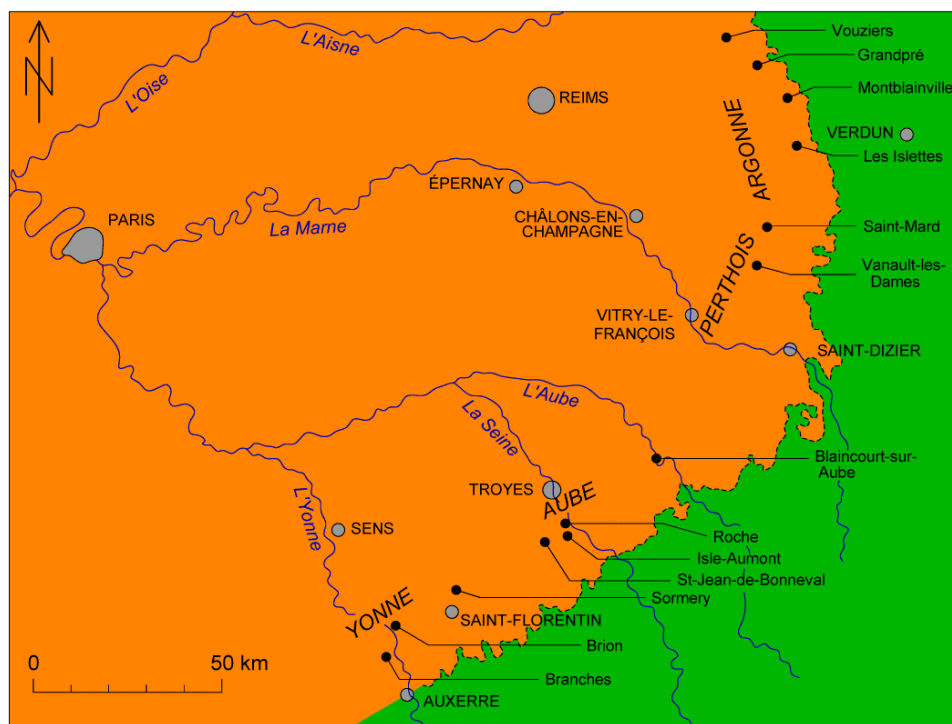 N
L'Aisne
L'Oise
REIMS
Vouziers
Grandpré
Montblainville
VERDUN
Les Islettes
ARGONNE
ÉPERNAY
PARIS
La Marne
CHÂLONS-EN-
CHAMPAGNE
Saint-Mard
Vanault-les-
Dames
PERTHOIS
VITRY-LE-
FRANÇOIS
SAINT-DIZIER
L'Aube
La Seine
Blaincourt-sur-
Aube
TROYES
AUBE
L'Yonne
SENS
Roche
Isle-Aumont
St-Jean-de-Bonneval
Sormery
YONNE
SAINT-FLORENTIN
Brion
0 50 km
Branches
AUXERRE